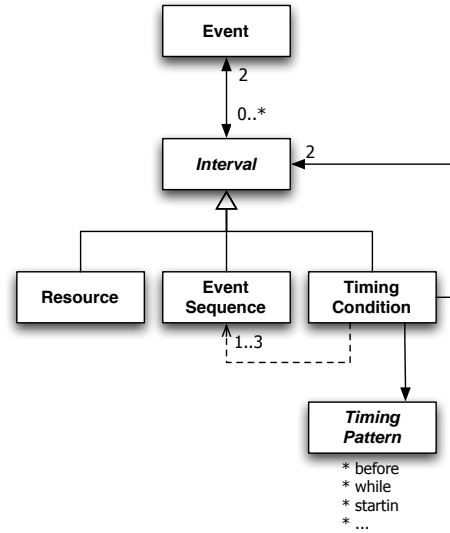 Event
2
0..*
Interval
2
Resource
Event
Sequence
Timing
Condition
1..3
Timing
Pattern
* before
* while
* startin
* ...